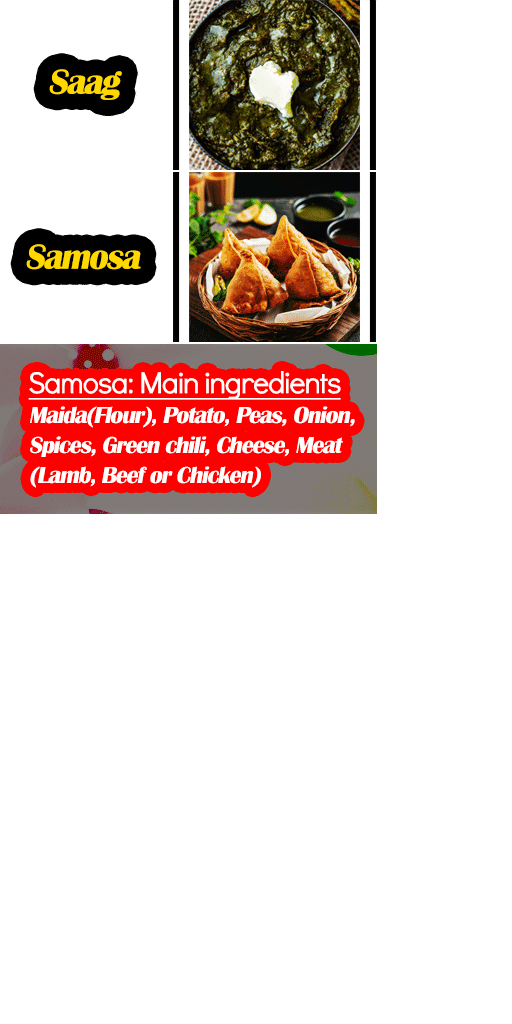 Saag
Samosa
Samosa: Main ingredients
Maida(Flour), Potato, Peas, Onion,
Spices, Green chili, Cheese, Meat
(Lamb, Beef or Chicken)